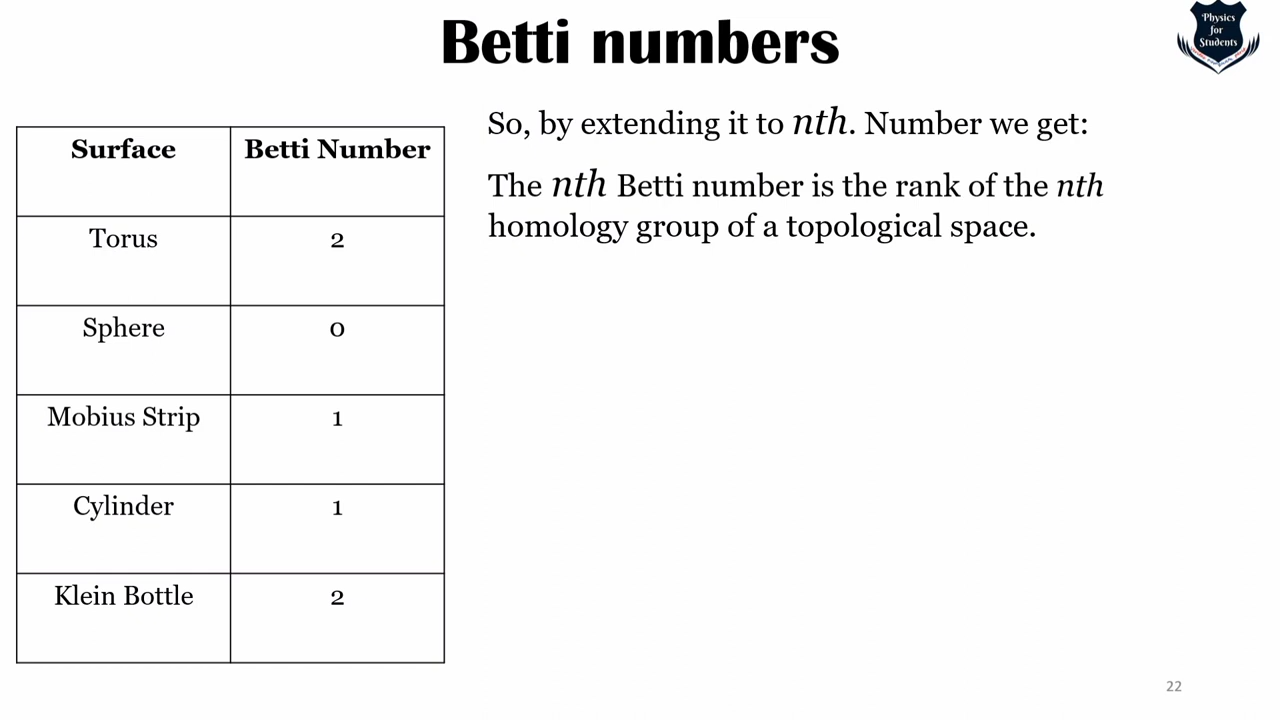 Betti numbers
Physics
for
Students
Surface Betti Number
Torus 2
Sphere 0
Mobius Strip 1
Cylinder 1
Klein Bottle 2
So, by extending it to nth. Number we get:
The nth Betti number is the rank of the nth
homology group of a topological space.
22